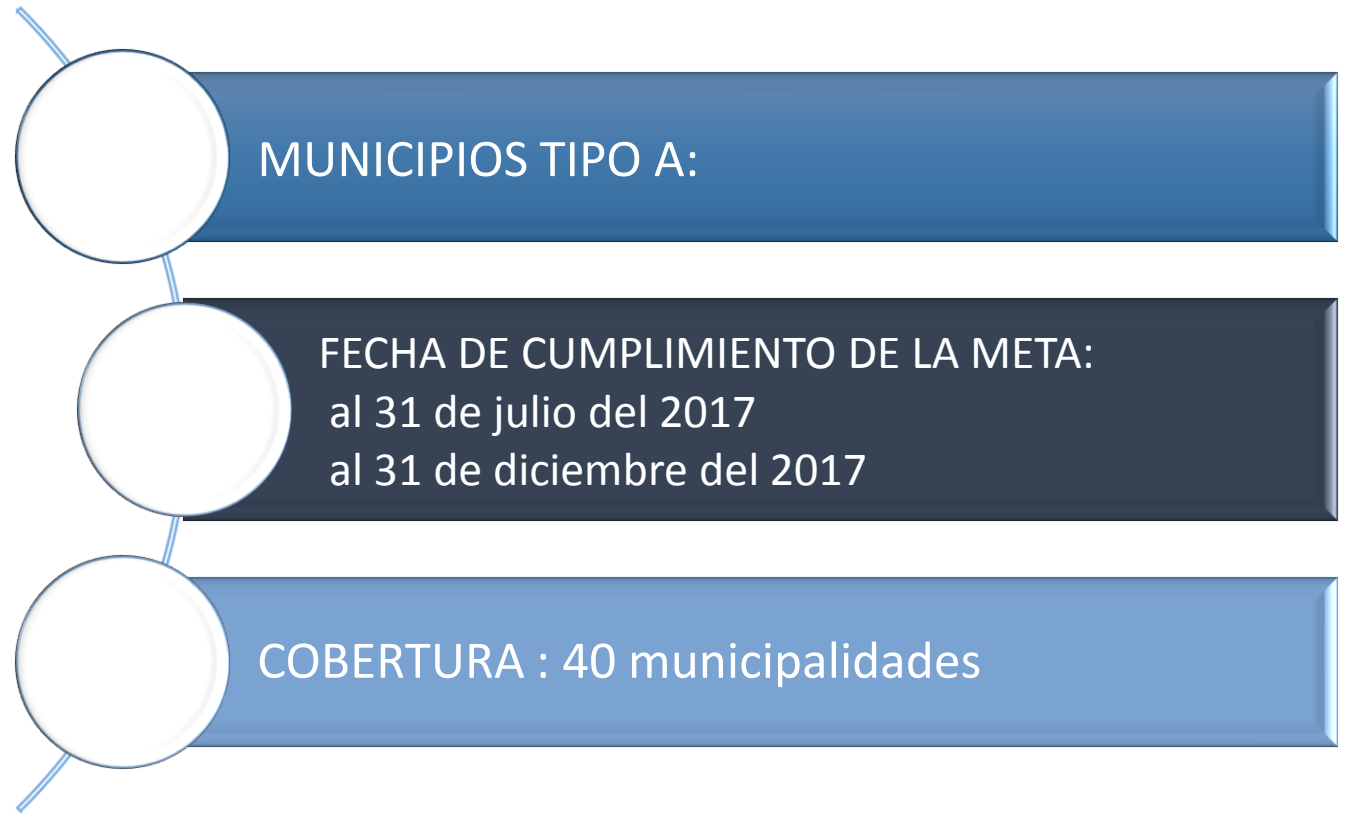 MUNICIPIOS TIPO A:
FECHA DE CUMPLIMIENTO DE LA META:
al 31 de julio del 2017
al 31 de diciembre del 2017
COBERTURA : 40 municipalidades